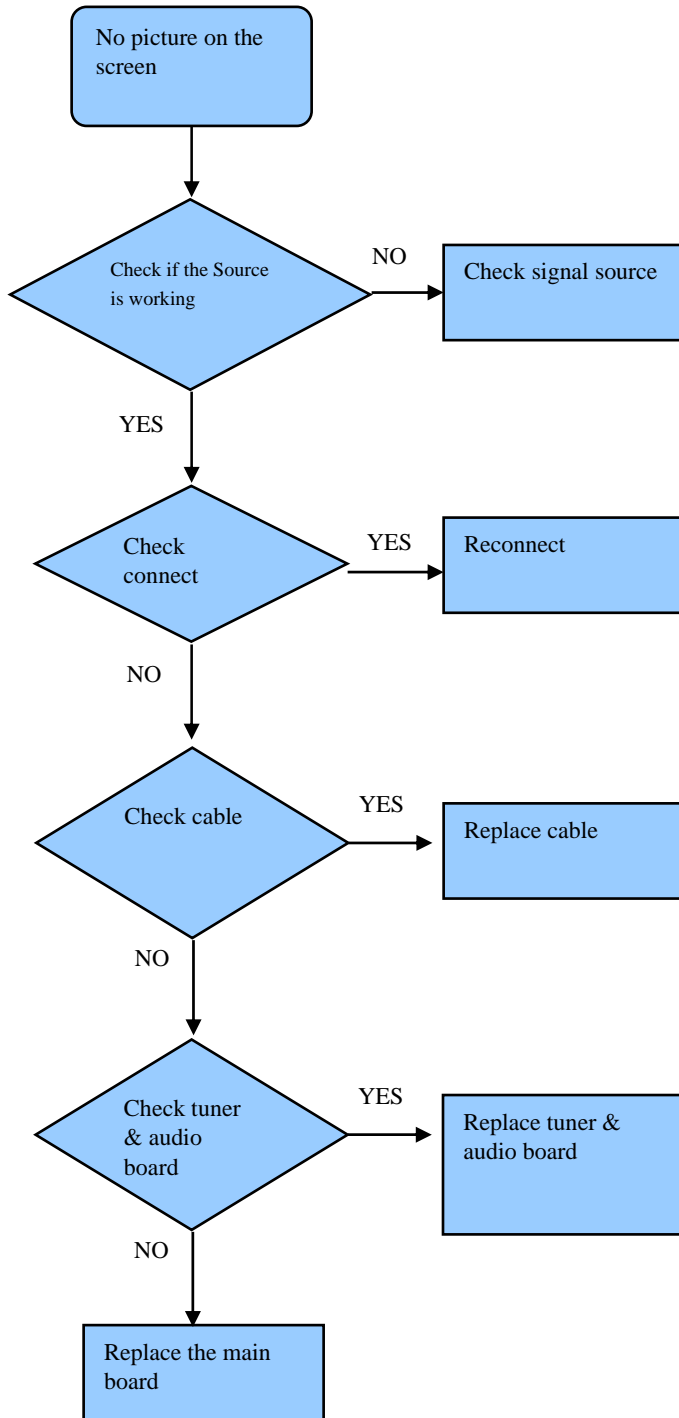 No picture on the
screen
Check if the Source
is working
NO
Check signal source
YES
Check
connect
YES
Reconnect
NO
Check cable
YES
Replace cable
NO
Check tuner
& audio
board
YES
Replace tuner &
audio board
NO
Replace the main
board